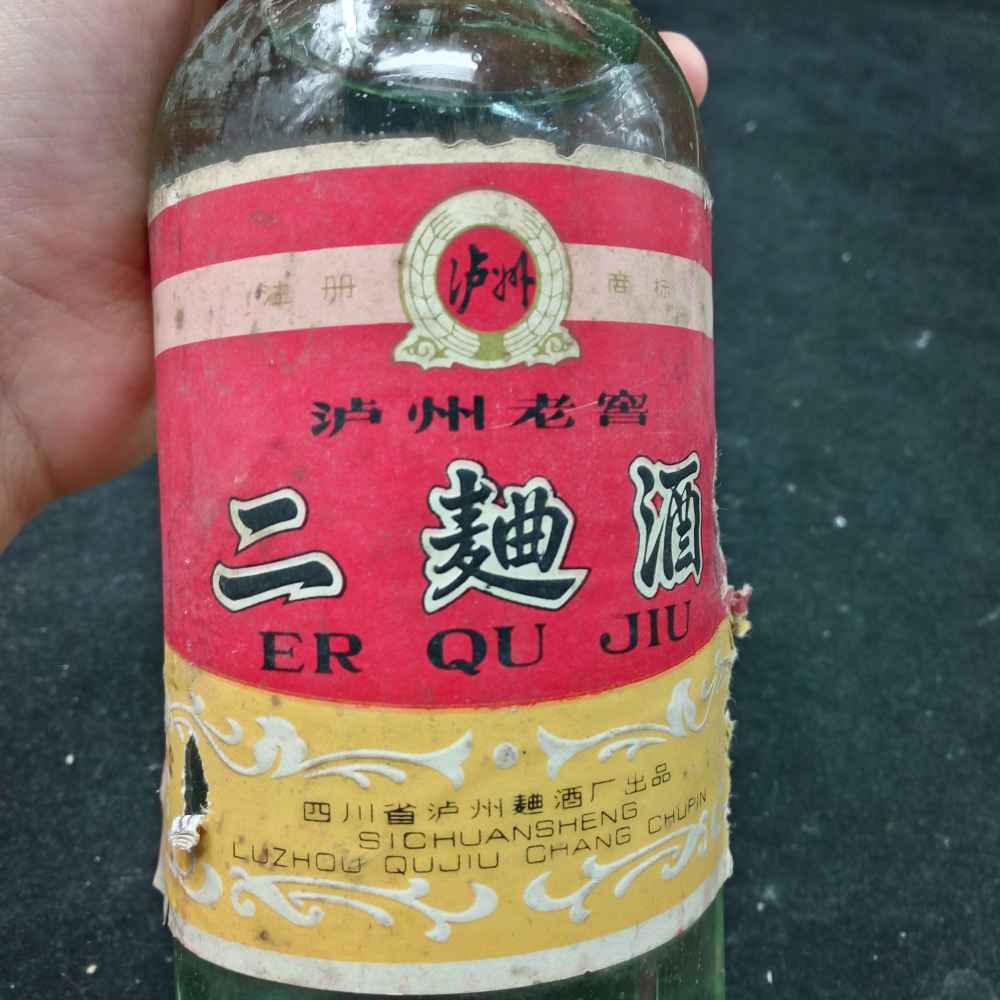 泸州
注册 商标
泸州老窖
二麯酒
ER QU JIU
四川省泸州麯酒厂出品
SICHUANSHENG
LUZHOU QUJIU CHANG CHUPIN